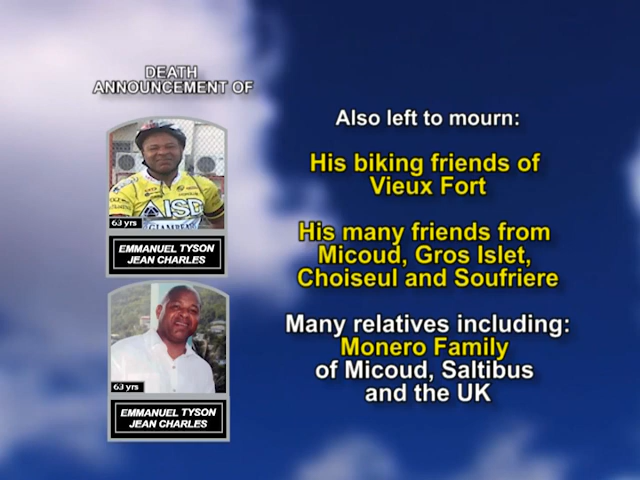 DEATH
ANNOUNCEMENT OF
AISD
63 yrs
EMMANUEL TYSON
JEAN CHARLES
63 yrs
EMMANUEL TYSON
JEAN CHARLES
Also left to mourn:
His biking friends of
Vieux Fort
His many friends from
Micoud, Gros Islet,
Choiseul and Soufriere
Many relatives including:
Monero Family
of Micoud, Saltibus
and the UK